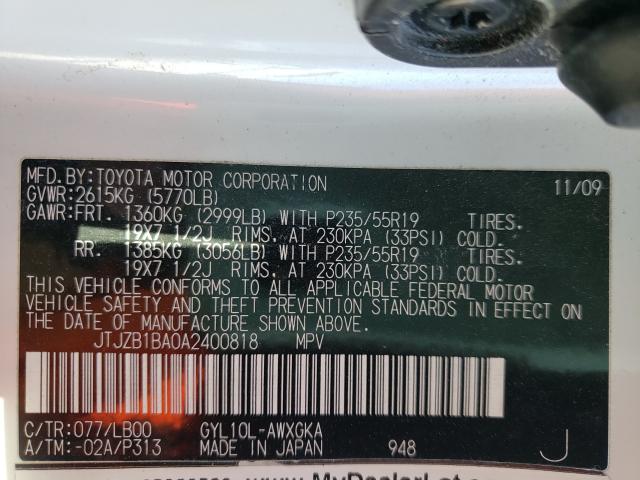 MFD.BY:TOYOTA MOTOR CORPORATION 11/09
GVWR:2615KG (5770LB)
GAWR:FRT. 1360KG (2999LB) WITH P235/55R19 TIRES.
19X7 1/2J RIMS. AT 230KPA (33PSI) COLD.
RR. 1385KG (3056LB) WITH P235/55R19 TIRES.
19X7 1/2J RIMS. AT 230KPA (33PSI) COLD.
THIS VEHICLE CONFORMS TO ALL APPLICABLE FEDERAL MOTOR
VEHICLE SAFETY AND THEFT PREVENTION STANDARDS IN EFFECT ON
THE DATE OF MANUFACTURE SHOWN ABOVE.
JTJZB1BA0A2400818 MPV
C/TR:077/LB00 GYL10L-AWXGKA
A/TM:-02A/P313 MADE IN JAPAN 948 J